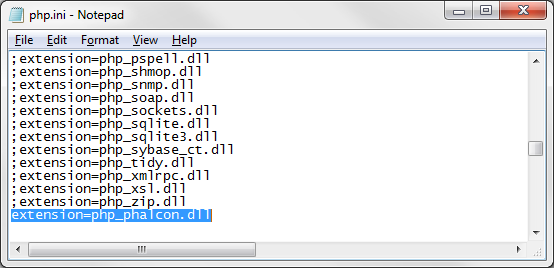 php.ini - Notepad
File Edit Format View Help
;extension=php_pspell.dll
;extension=php_shmop.dll
;extension=php_snmp.dll
;extension=php_soap.dll
;extension=php_sockets.dll
;extension=php_sqlite.dll
;extension=php_sqlite3.dll
;extension=php_sybase_ct.dll
;extension=php_tidy.dll
;extension=php_xmlrpc.dll
;extension=php_xsl.dll
;extension=php_zip.dll
extension=php_phalcon.dll